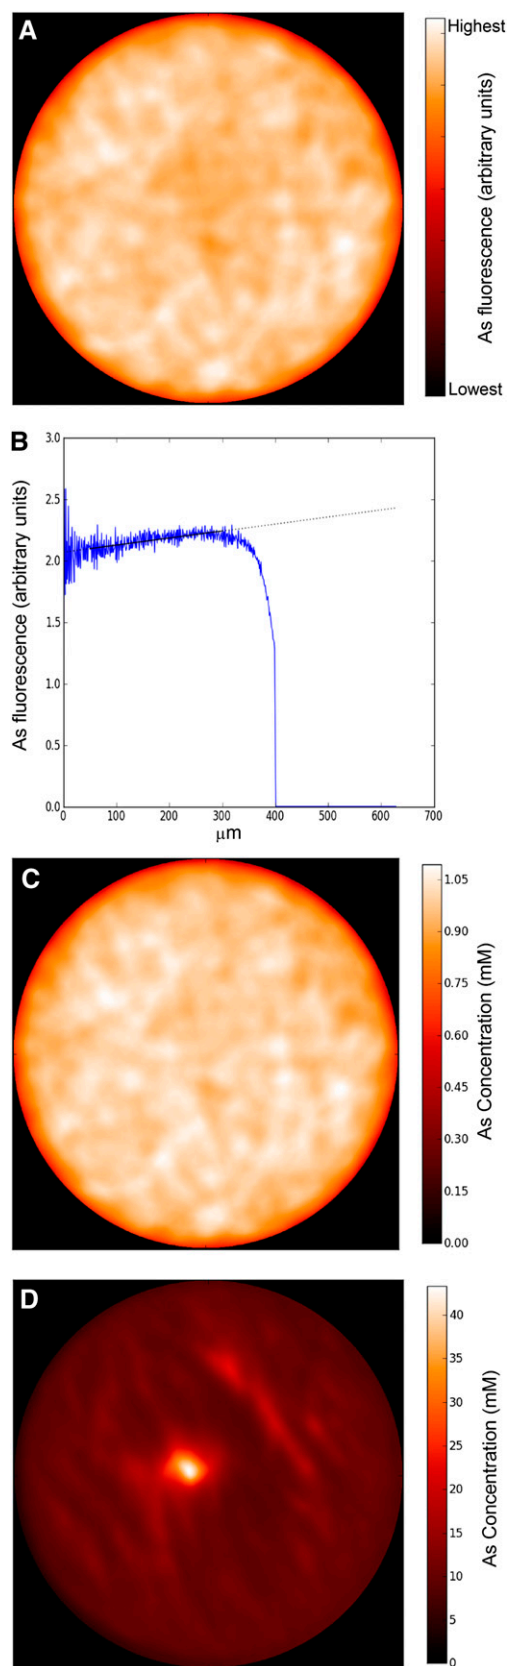 A
Highest
As fluorescence (arbitrary units)
Lowest
B
As fluorescence (arbitrary units)
3.0
2.5
2.0
1.5
1.0
0.5
0.0
0 100 200 300 400 500 600 700
μm
C
1.05
0.90
0.75
0.60
0.45
0.30
0.15
0.00
As Concentration (mM)
D
40
35
30
25
20
15
10
5
0
As Concentration (mM)